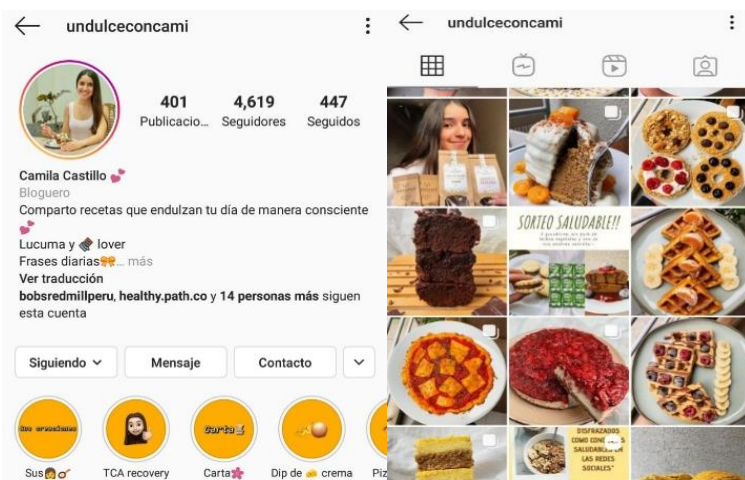 undulceconcami
401 4,619 447
Publicacio... Seguidores Seguidos
Camila Castillo 💕
Bloguero
Comparto recetas que endulzan tu día de manera consciente
💕
Lucuma y 🍫 lover
Frases diarias🎀... más
Ver traducción
bobsredmillperu, healthy.path.co y 14 personas más siguen
esta cuenta
Siguiendo Mensaje Contacto
Carta
Sus TCA recovery Carta🌸 Dip de 🧀 crema Piz
undulceconcami
SORTEO SALUDABLE!!
DISFRAZADOS
SALUDABLES EN
LAS REDES
SOCIALES"